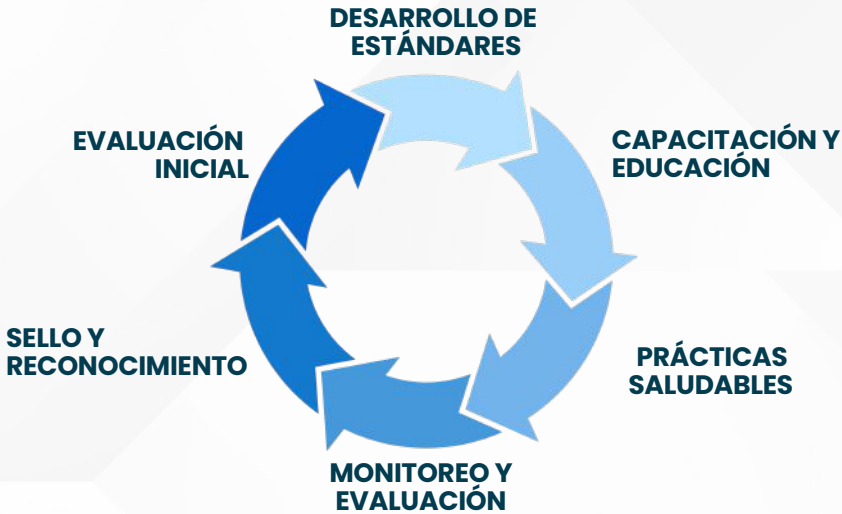 DESARROLLO DE
ESTÁNDARES
CAPACITACIÓN Y
EDUCACIÓN
PRÁCTICAS
SALUDABLES
MONITOREO Y
EVALUACIÓN
SELLO Y
RECONOCIMIENTO
EVALUACIÓN
INICIAL